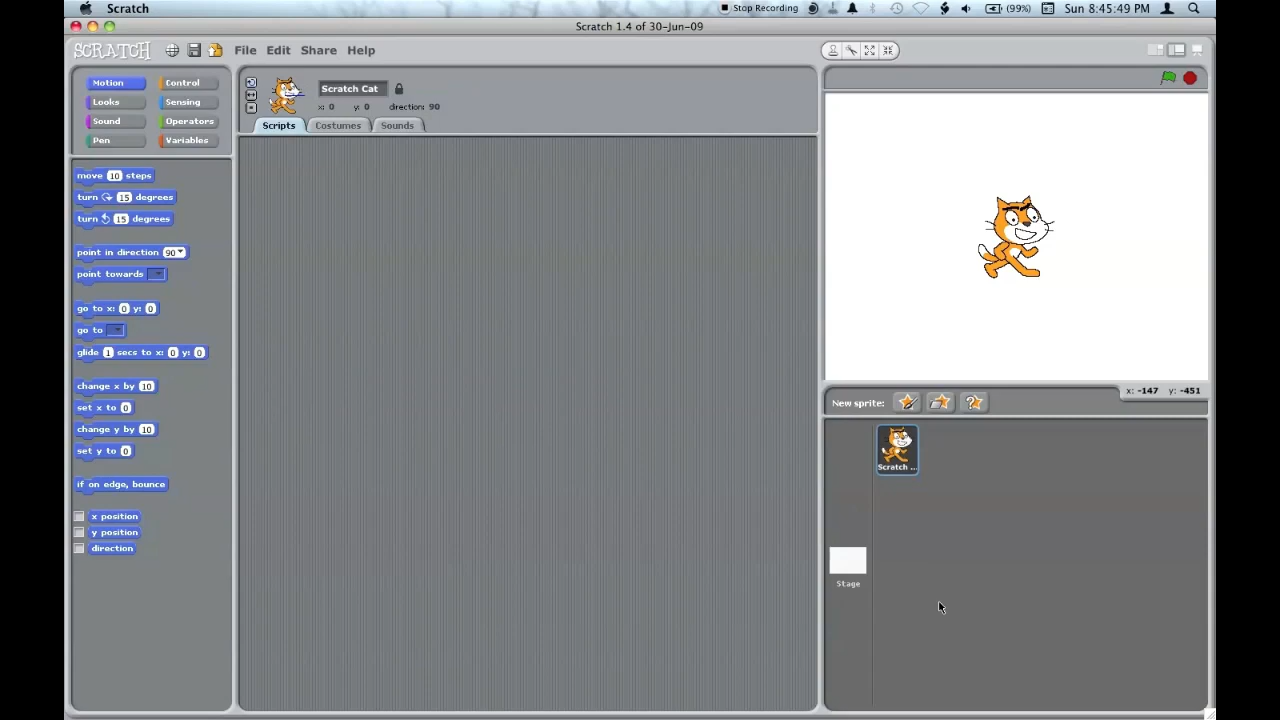 Scratch
Stop Recording
(99%)
Sun 8:45:49 PM
Scratch 1.4 of 30-Jun-09
SCRATCH
File Edit Share Help
Motion Control
Looks Sensing
Sound Operators
Pen Variables
move 10 steps
turn 15 degrees
turn 15 degrees
point in direction 90
point towards
go to x: 0 y: 0
go to
glide 1 secs to x: 0 y: 0
change x by 10
set x to 0
change y by 10
set y to 0
if on edge, bounce
x position
y position
direction
Scratch Cat
x: 0 y: 0 direction: 90
Scripts Costumes Sounds
x: -147 y: -451
New sprite:
Scratch ...
Stage